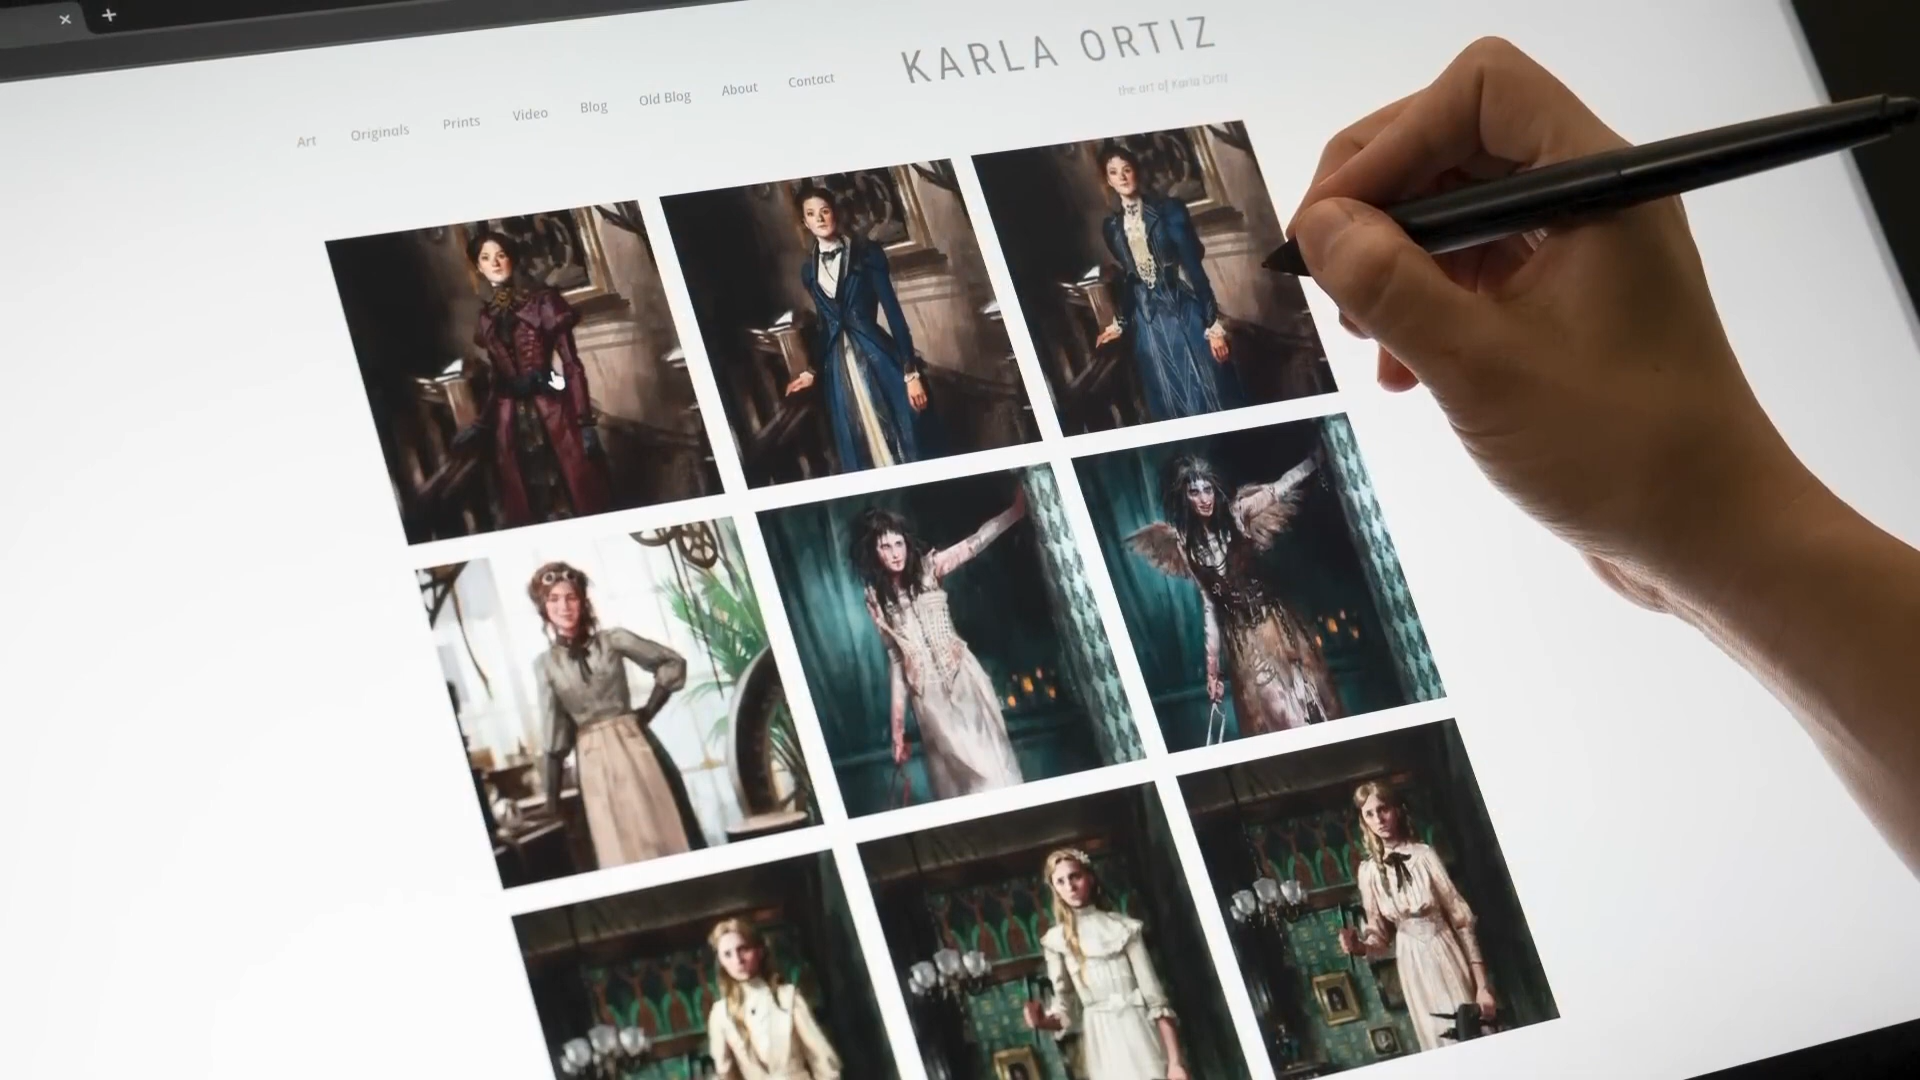 KARLA ORTIZ
the art of Karla Ortiz
Art Originals Prints Video Blog Old Blog About Contact